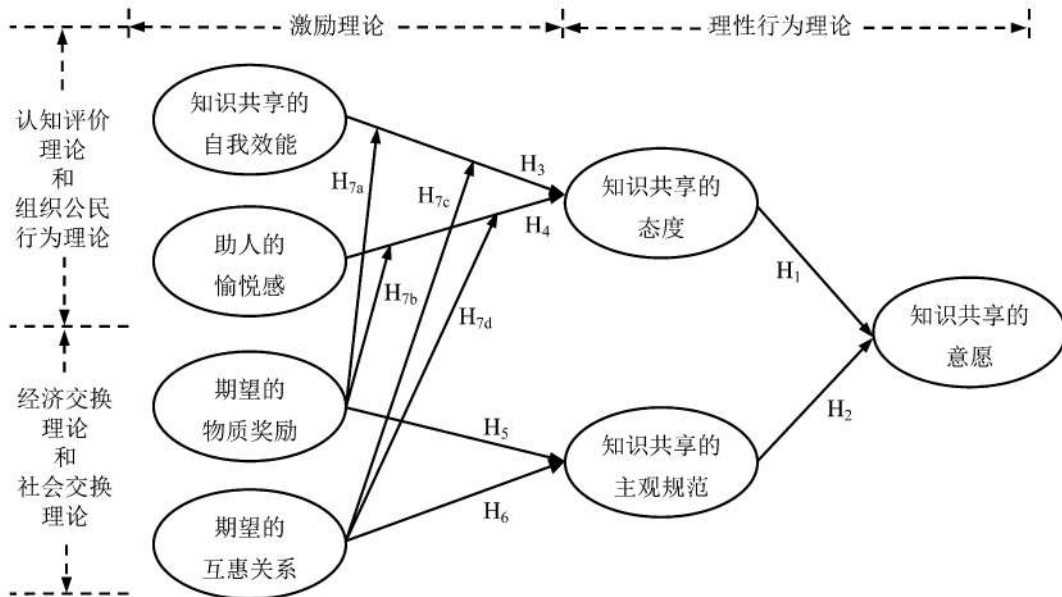 激励理论
理性行为理论
认知评价
理论
和
组织公民
行为理论
经济交换
理论
和
社会交换
理论
知识共享的
自我效能
助人的
愉悦感
期望的
物质奖励
期望的
互惠关系
H7a
H7c
H3
H4
H7b
H7d
H5
H6
知识共享的
态度
知识共享的
主观规范
H1
H2
知识共享的
意愿